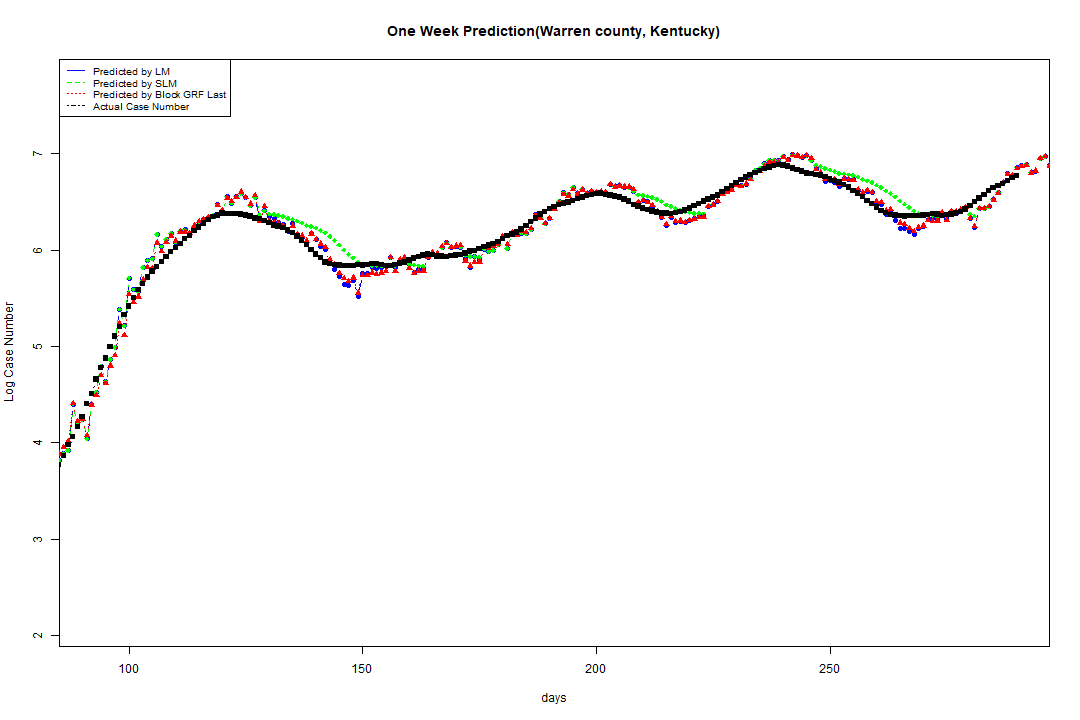 One Week Prediction(Warren county, Kentucky)
Predicted by LM
Predicted by SLM
Predicted by Block GRF Last
Actual Case Number
Log Case Number
7
6
5
4
3
2
100 150 200 250
days